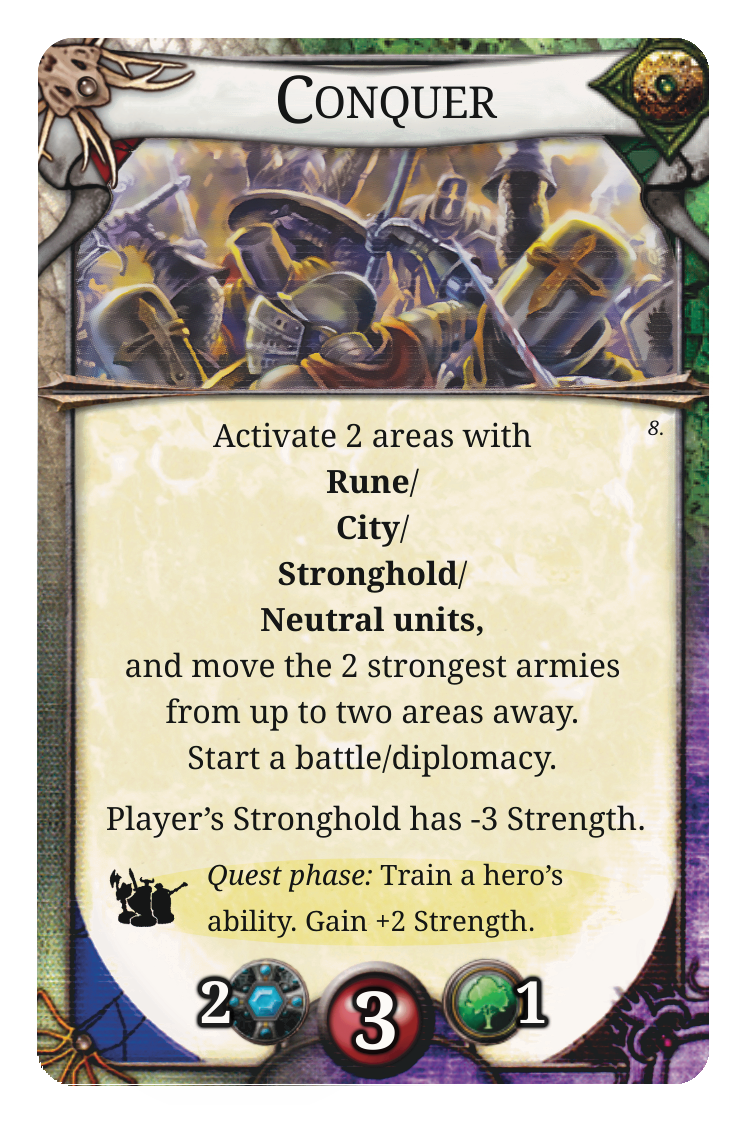 Conquer
8.
Activate 2 areas with
Rune/
City/
Stronghold/
Neutral units,
and move the 2 strongest armies
from up to two areas away.
Start a battle/diplomacy.
Player’s Stronghold has -3 Strength.
Quest phase: Train a hero’s
ability. Gain +2 Strength.
2 3 1